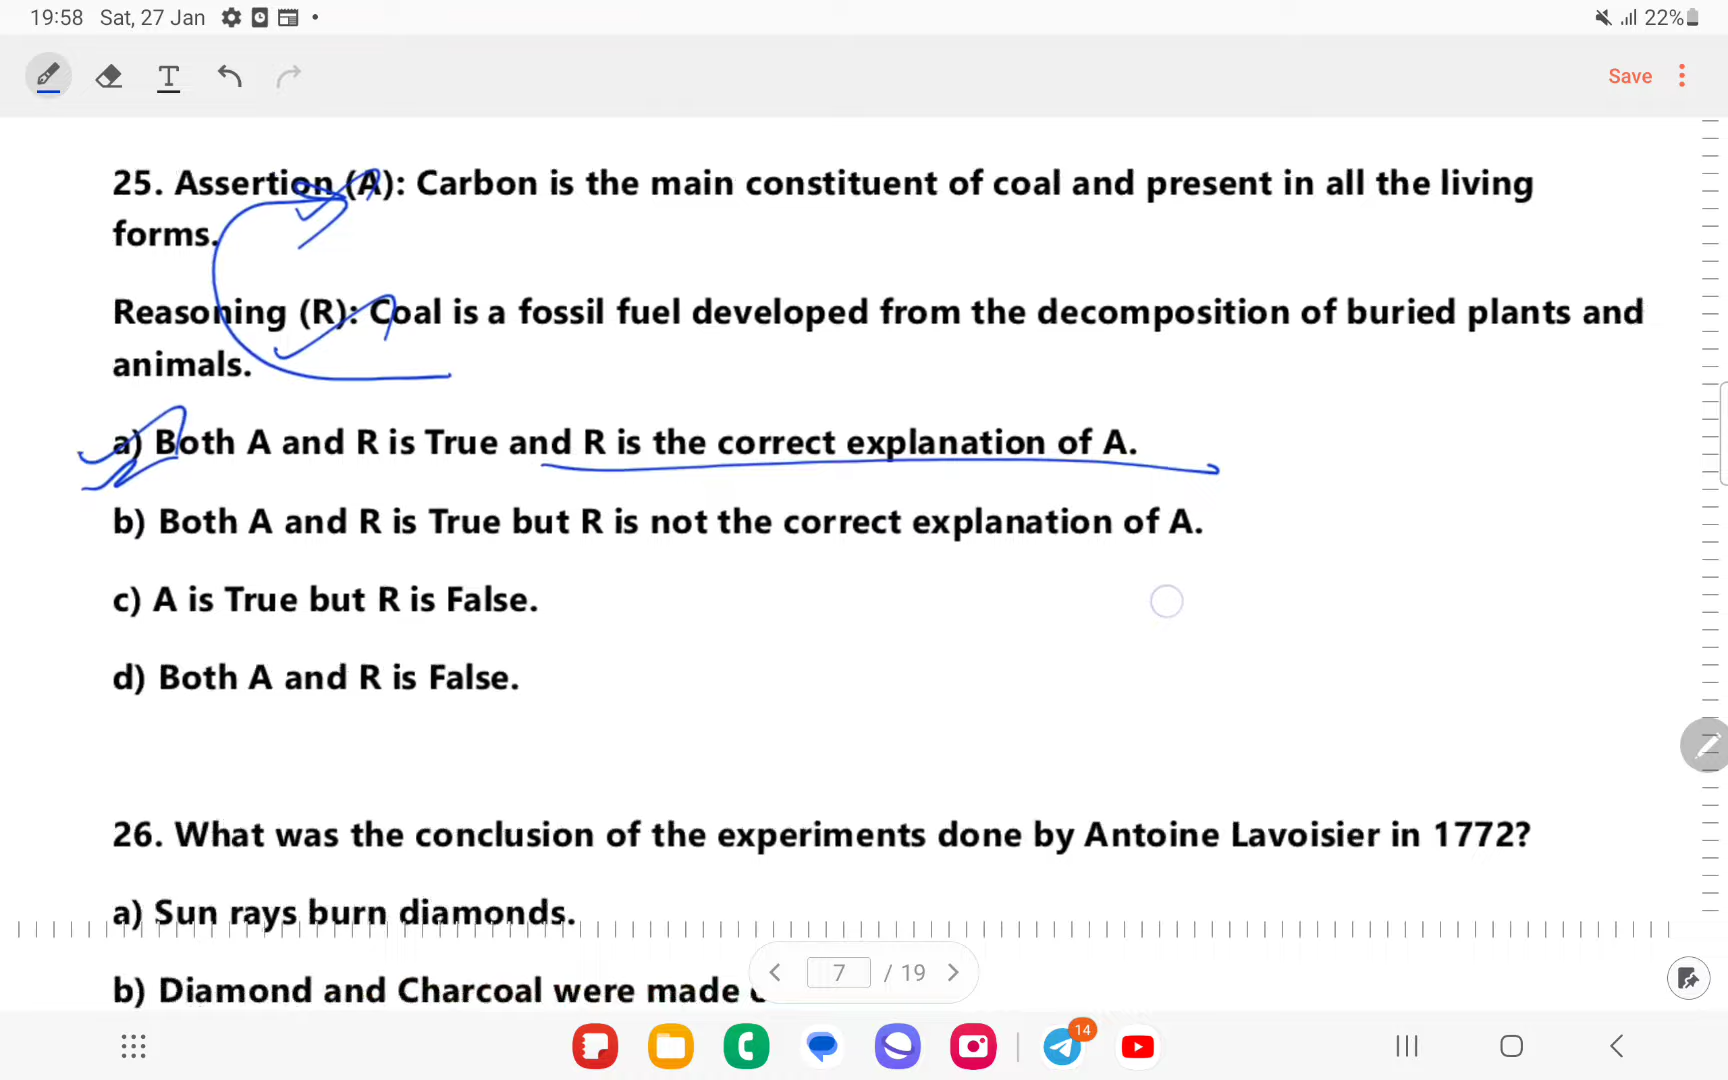 19:58 Sat, 27 Jan
22%
T
Save
25. Assertion (A): Carbon is the main constituent of coal and present in all the living
forms.
Reasoning (R): Coal is a fossil fuel developed from the decomposition of buried plants and
animals.
a) Both A and R is True and R is the correct explanation of A.
b) Both A and R is True but R is not the correct explanation of A.
c) A is True but R is False.
d) Both A and R is False.
26. What was the conclusion of the experiments done by Antoine Lavoisier in 1772?
a) Sun rays burn diamonds.
b) Diamond and Charcoal were made
7 / 19
14